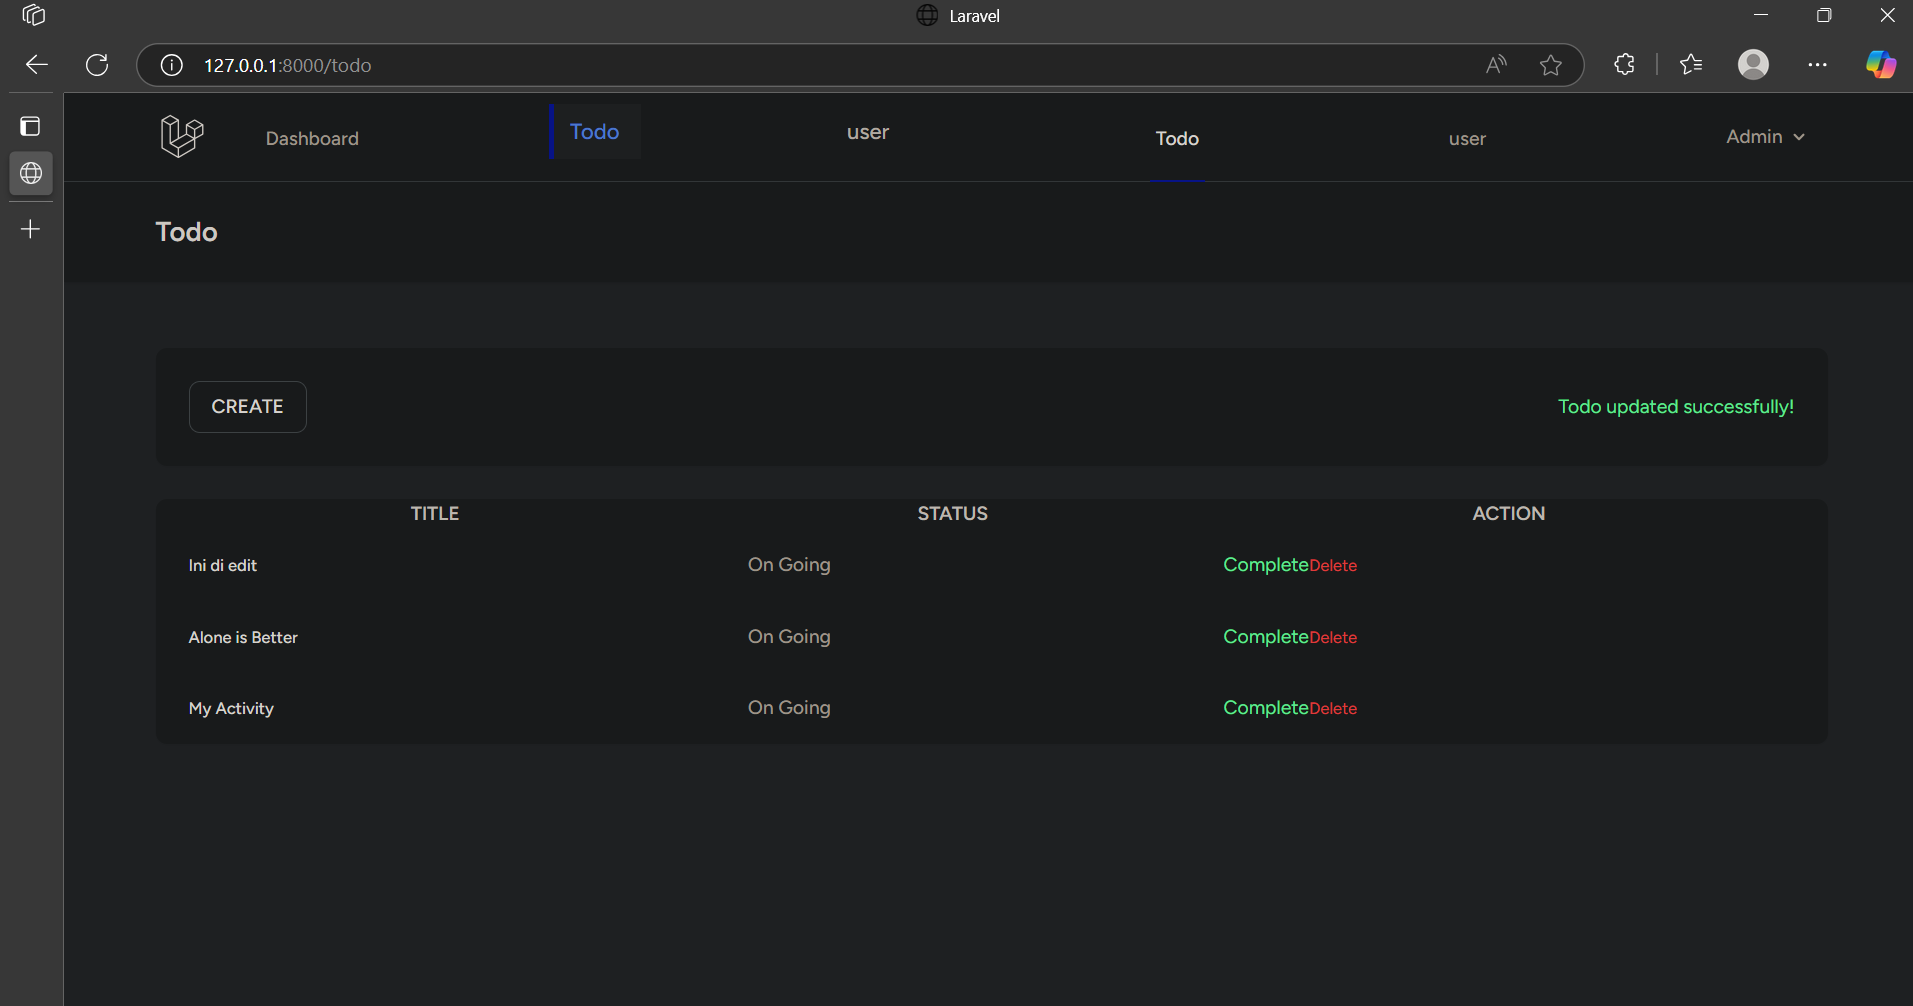 Laravel
127.0.0.1:8000/todo
Dashboard Todo user Todo user Admin
Todo
CREATE Todo updated successfully!
TITLE STATUS ACTION
Ini di edit On Going CompleteDelete
Alone is Better On Going CompleteDelete
My Activity On Going CompleteDelete